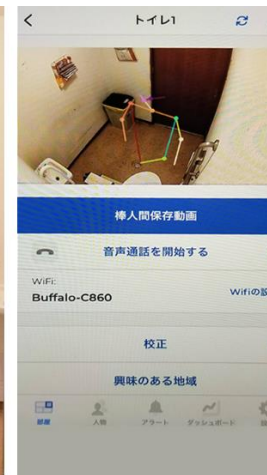 トイレ1
棒人間保存動画
音声通話を開始する
WiFi:
Buffalo-C860
Wifiの設
校正
興味のある地域
部屋
人物
アラート
ダッシュボード